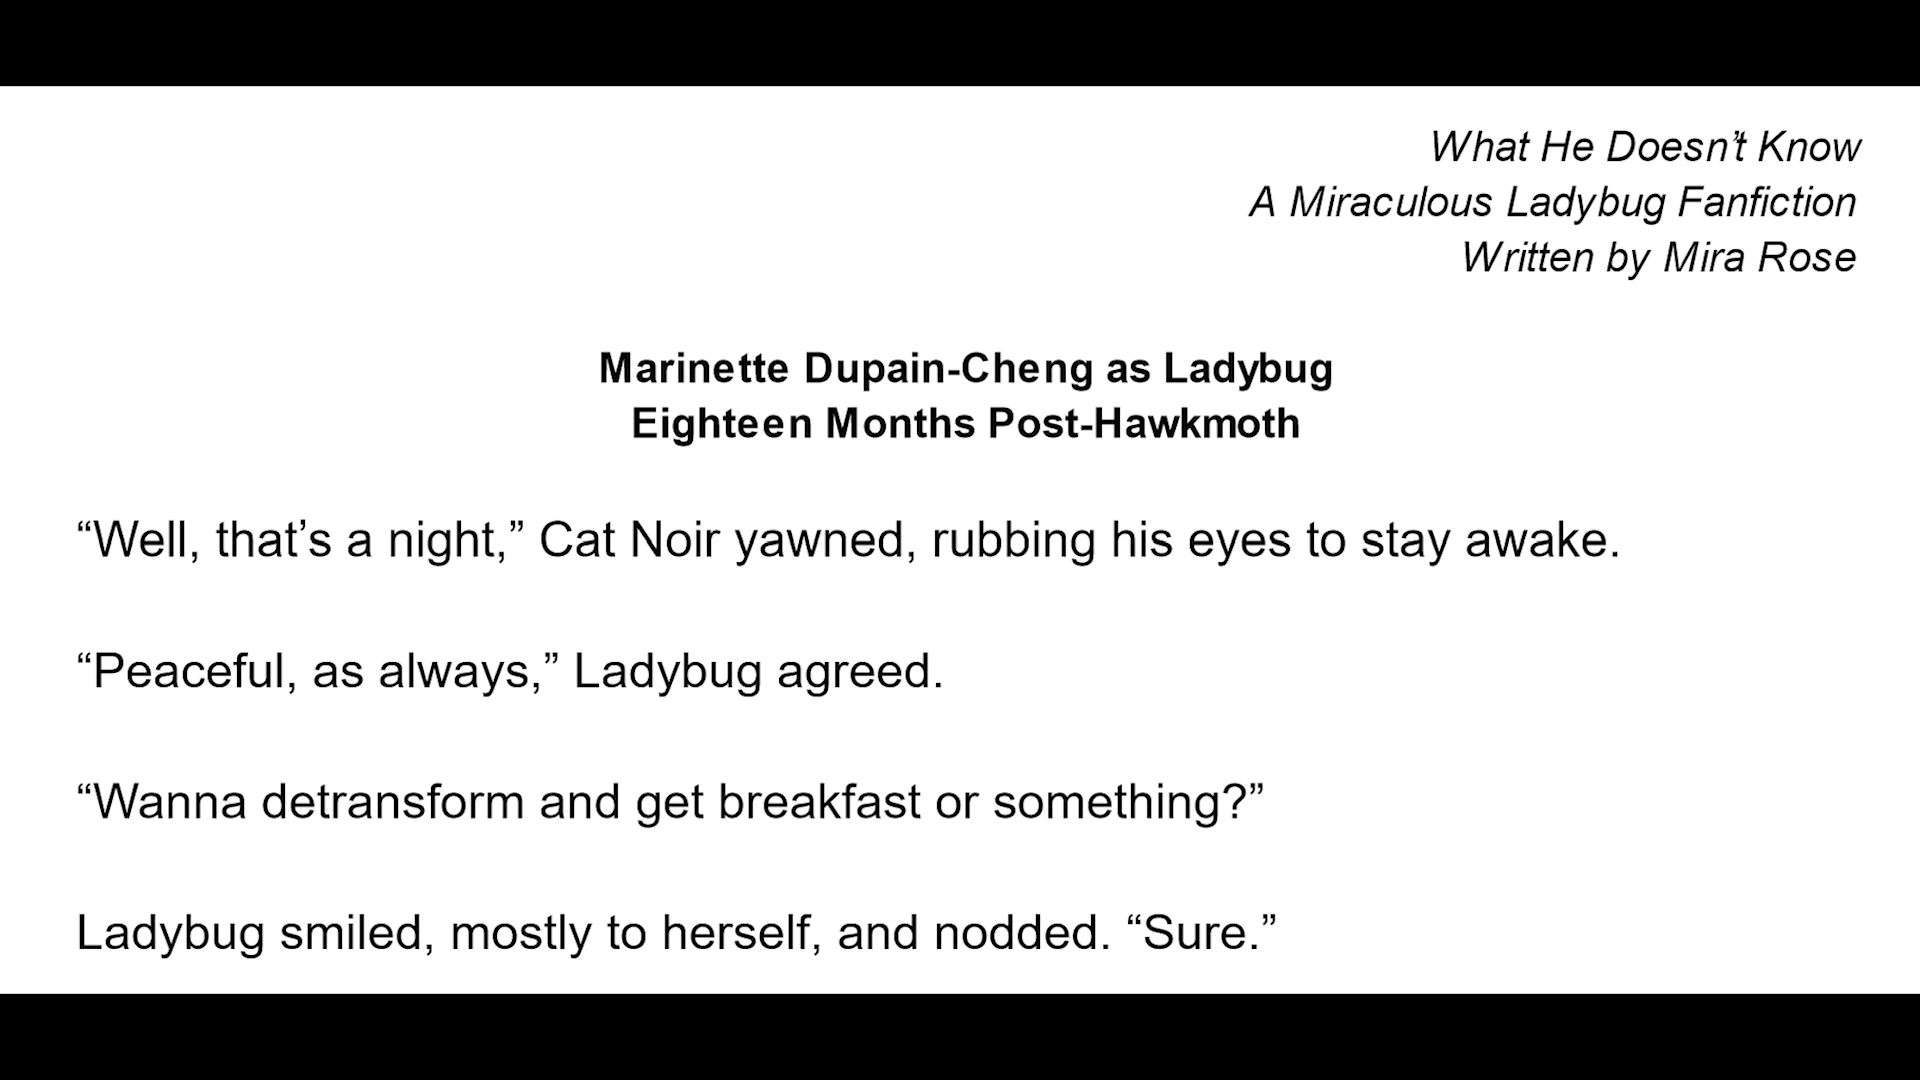 What He Doesn’t Know
A Miraculous Ladybug Fanfiction
Written by Mira Rose
Marinette Dupain-Cheng as Ladybug
Eighteen Months Post-Hawkmoth
“Well, that’s a night,” Cat Noir yawned, rubbing his eyes to stay awake.
“Peaceful, as always,” Ladybug agreed.
“Wanna detransform and get breakfast or something?”
Ladybug smiled, mostly to herself, and nodded. “Sure.”